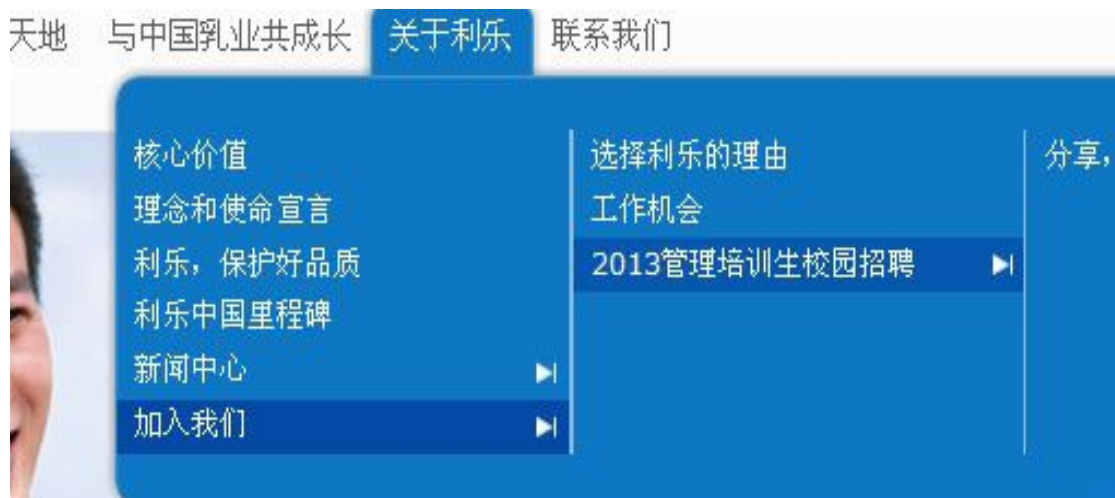 天地 与中国乳业共成长 关于利乐 联系我们
核心价值
理念和使命宣言
利乐，保护好品质
利乐中国里程碑
新闻中心
加入我们
选择利乐的理由
工作机会
2013管理培训生校园招聘
分享，